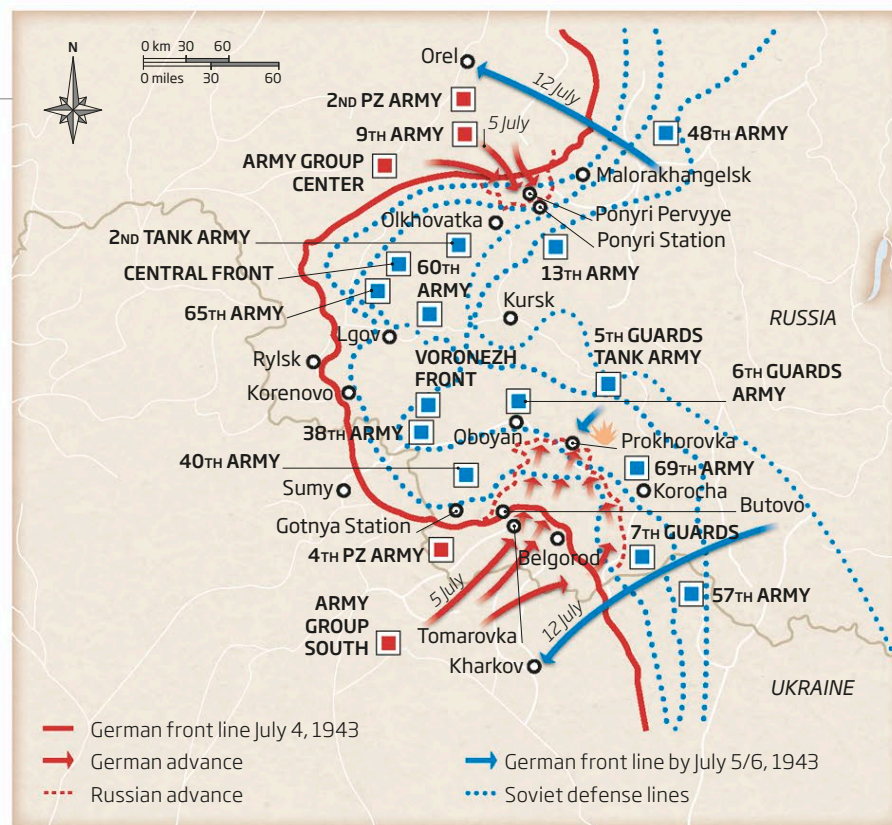 N
0 km 30 60
0 miles 30 60
Orel
12 July
2ND PZ ARMY
9TH ARMY
5 July
48TH ARMY
ARMY GROUP
CENTER
Malorakhangelsk
Ponyri Pervyye
Olkhovatka
Ponyri Station
2ND TANK ARMY
CENTRAL FRONT
60TH
ARMY
13TH ARMY
65TH ARMY
Kursk
RUSSIA
Lgov
5TH GUARDS
TANK ARMY
Rylsk
VORONEZH
FRONT
6TH GUARDS
ARMY
Korenovo
38TH ARMY
Oboyan
Prokhorovka
40TH ARMY
69TH ARMY
Sumy
Korocha
Gotnya Station
Butovo
7TH GUARDS
4TH PZ ARMY
Belgorod
5 July
57TH ARMY
ARMY
GROUP
SOUTH
Tomarovka
12 July
Kharkov
UKRAINE
German front line July 4, 1943
German advance
Russian advance
German front line by July 5/6, 1943
Soviet defense lines